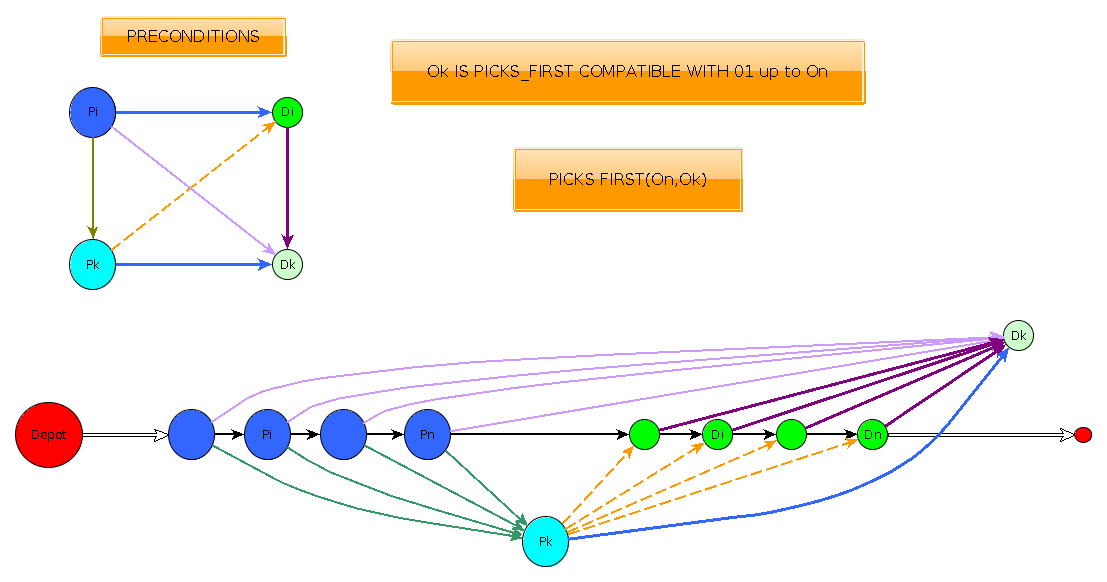 PRECONDITIONS
Ok IS PICKS_FIRST COMPATIBLE WITH 01 up to On
Pi
Di
PICKS FIRST(On,Ok)
Pk
Dk
Dk
Depot
Pi
Pn
Di
Dn
Pk